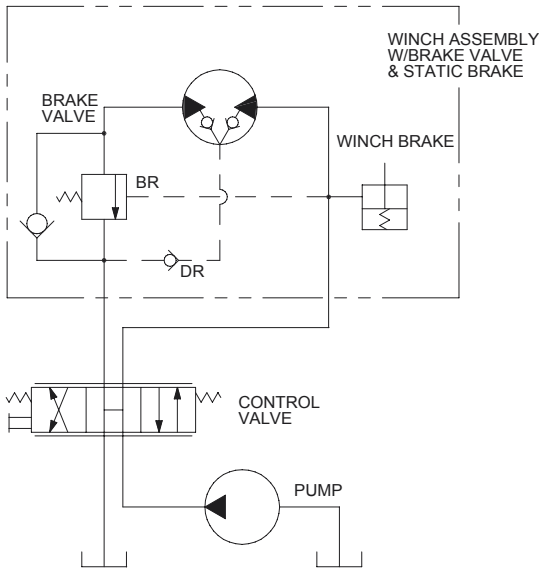 WINCH ASSEMBLY
W/BRAKE VALVE
& STATIC BRAKE
BRAKE
VALVE
WINCH BRAKE
BR
DR
CONTROL
VALVE
PUMP